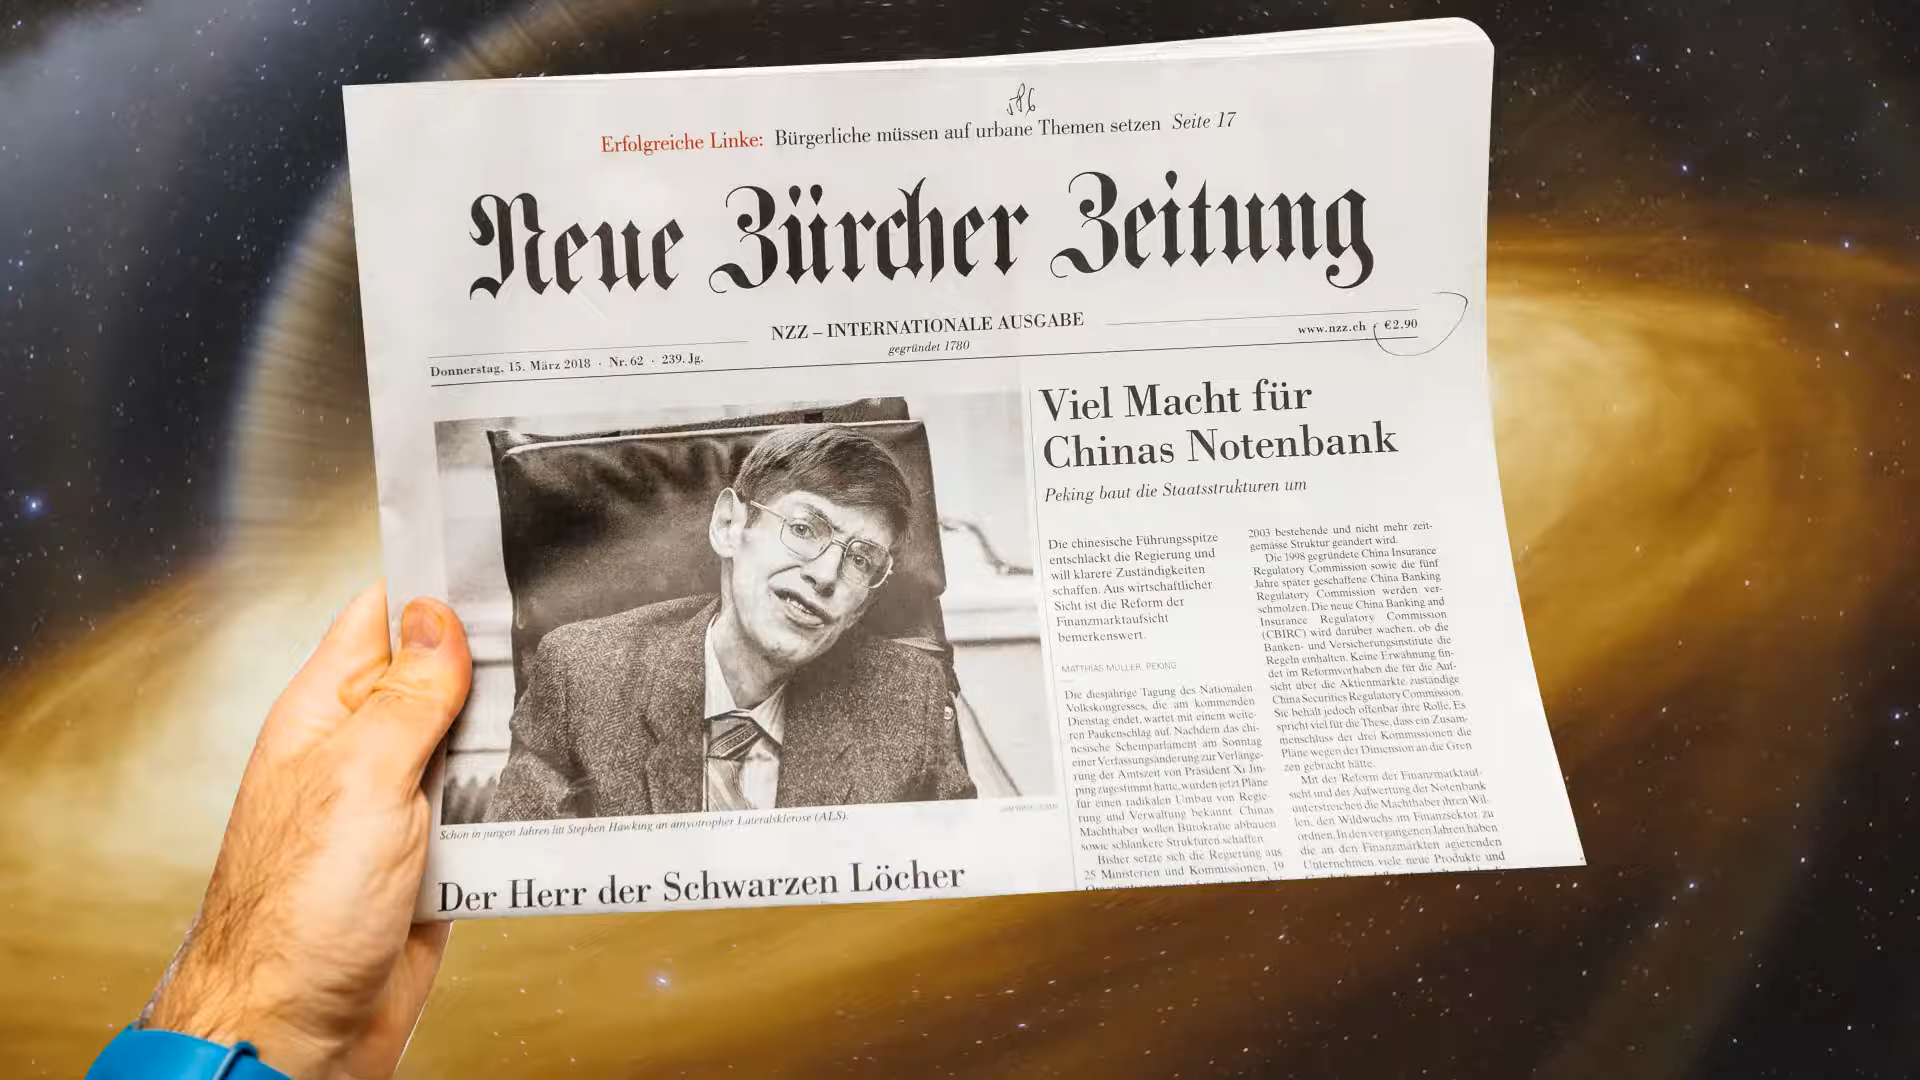 Erfolgreiche Linke: Bürgerliche müssen auf urbane Themen setzen Seite 17
Neue Zürcher Zeitung
NZZ – INTERNATIONALE AUSGABE
gegründet 1780
Donnerstag, 15. März 2018 · Nr. 62 · 239. Jg.
www.nzz.ch · €2.90
Schon in jungen Jahren litt Stephen Hawking an amyotropher Lateralsklerose (ALS).
Der Herr der Schwarzen Löcher
Viel Macht für
Chinas Notenbank
Peking baut die Staatsstrukturen um
Die chinesische Führungsspitze
entschlackt die Regierung und
will klarere Zuständigkeiten
schaffen. Aus wirtschaftlicher
Sicht ist die Reform der
Finanzmarktaufsicht
bemerkenswert.
MATTHIAS MÜLLER, PEKING
Die diesjährige Tagung des Nationalen
Volkskongresses, die am kommenden
Dienstag endet, wartet mit einem weite-
ren Paukenschlag auf. Nachdem das chi-
nesische Scheinparlament am Sonntag
einer Verfassungsänderung zur Verlänge-
rung der Amtszeit von Präsident Xi Jin-
ping zugestimmt hatte, wurden jetzt Pläne
für einen radikalen Umbau von Regie-
rung und Verwaltung bekannt. Chinas
Machthaber wollen Bürokratie abbauen
sowie schlankere Strukturen schaffen.
Bisher setzte sich die Regierung aus
25 Ministerien und Kommissionen, 19
2003 bestehende und nicht mehr zeit-
gemässe Struktur geändert wird.
Die 1998 gegründete China Insurance
Regulatory Commission sowie die fünf
Jahre später geschaffene China Banking
Regulatory Commission werden ver-
schmolzen. Die neue China Banking and
Insurance Regulatory Commission
(CBIRC) wird darüber wachen, ob die
Banken- und Versicherungsinstitute die
Regeln einhalten. Keine Erwähnung fin-
det im Reformvorhaben die für die Auf-
sicht über die Aktienmärkte zuständige
China Securities Regulatory Commission.
Sie behält jedoch offenbar ihre Rolle. Es
spricht viel für die These, dass ein Zusam-
menschluss der drei Kommissionen die
Pläne wegen der Dimension an die Gren
zen gebracht hätte.
Mit der Reform der Finanzmarktauf-
sicht und der Aufwertung der Notenbank
unterstreichen die Machthaber ihren Wil-
len, den Wildwuchs im Finanzsektor zu
ordnen. In den vergangenen Jahren haben
die an den Finanzmärkten agierenden
Unternehmen viele neue Produkte und